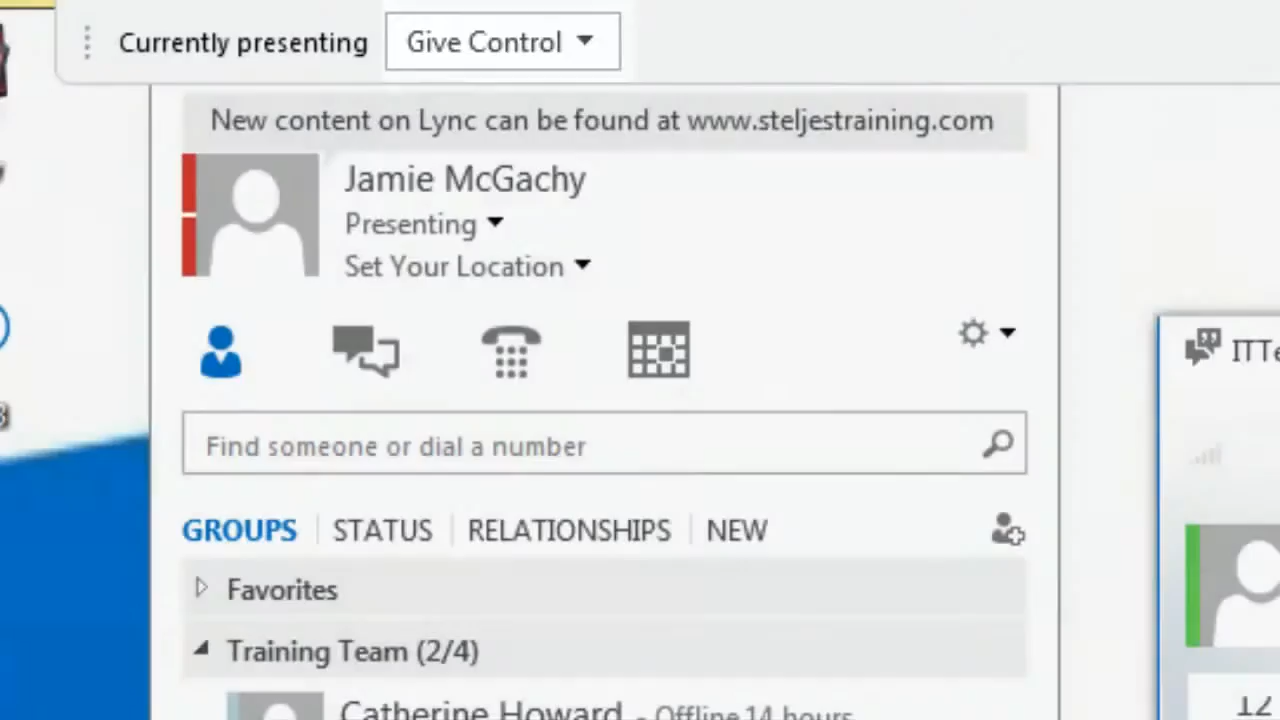 Currently presenting Give Control
New content on Lync can be found at www.steljestraining.com
Jamie McGachy
Presenting
Set Your Location
Find someone or dial a number
GROUPS STATUS RELATIONSHIPS NEW
Favorites
Training Team (2/4)
Catherine Howard - Offline 14 hours